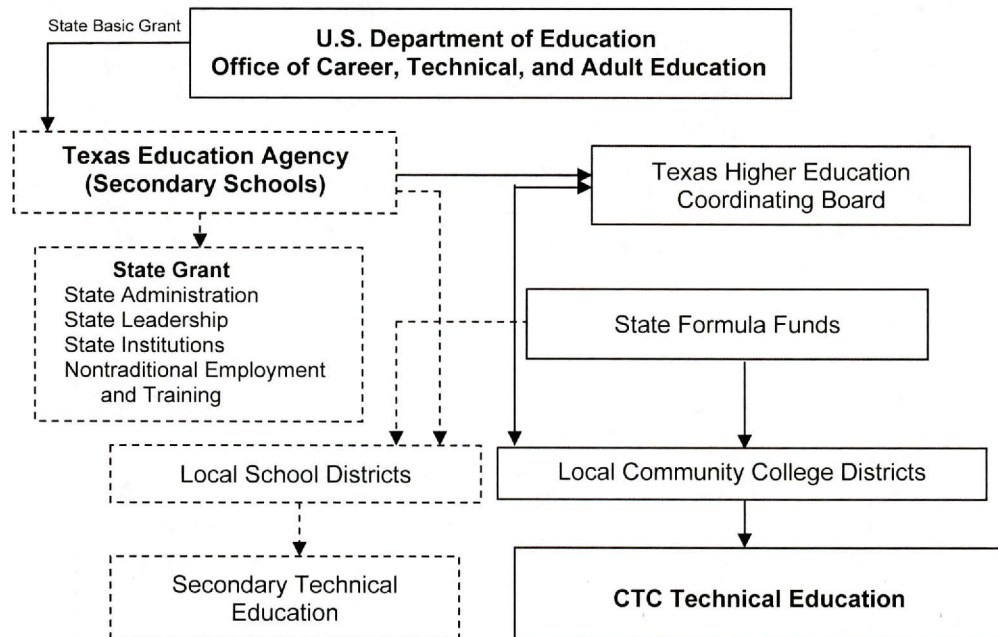 State Basic Grant
U.S. Department of Education
Office of Career, Technical, and Adult Education
Texas Education Agency
(Secondary Schools)
Texas Higher Education
Coordinating Board
State Grant
State Administration
State Leadership
State Institutions
Nontraditional Employment
and Training
State Formula Funds
Local School Districts
Local Community College Districts
Secondary Technical
Education
CTC Technical Education